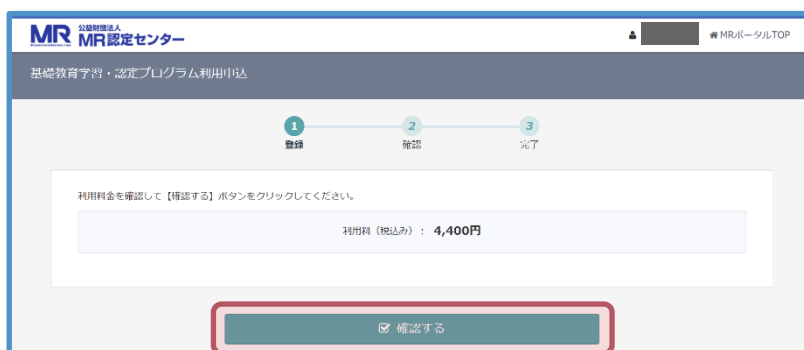 MR 公益財団法人
MR認定センター
MRポータルTOP
基礎教育学習・認定プログラム利用申込
1 2 3
登録 確認 完了
利用料金を確認して【確認する】ボタンをクリックしてください。
利用料（税込み）： 4,400円
確認する